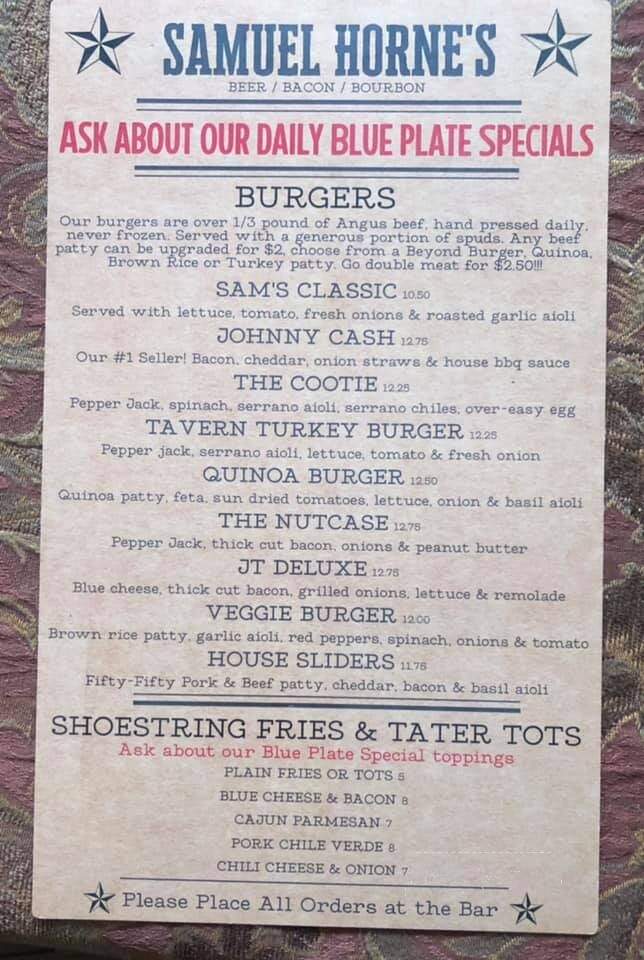 SAMUEL HORNE'S
BEER / BACON / BOURBON
ASK ABOUT OUR DAILY BLUE PLATE SPECIALS
BURGERS
Our burgers are over 1/3 pound of Angus beef, hand pressed daily,
never frozen. Served with a generous portion of spuds. Any beef
patty can be upgraded for $2, choose from a Beyond Burger, Quinoa,
Brown Rice or Turkey patty. Go double meat for $2.50!!!
SAM'S CLASSIC 10.50
Served with lettuce, tomato, fresh onions & roasted garlic aioli
JOHNNY CASH 12.75
Our #1 Seller! Bacon, cheddar, onion straws & house bbq sauce
THE COOTIE 12.25
Pepper Jack, spinach, serrano aioli, serrano chiles, over-easy egg
TAVERN TURKEY BURGER 12.25
Pepper jack, serrano aioli, lettuce, tomato & fresh onion
QUINOA BURGER 12.50
Quinoa patty, feta, sun dried tomatoes, lettuce, onion & basil aioli
THE NUTCASE 12.75
Pepper Jack, thick cut bacon, onions & peanut butter
JT DELUXE 12.75
Blue cheese, thick cut bacon, grilled onions, lettuce & remolade
VEGGIE BURGER 12.00
Brown rice patty, garlic aioli, red peppers, spinach, onions & tomato
HOUSE SLIDERS 11.75
Fifty-Fifty Pork & Beef patty, cheddar, bacon & basil aioli
SHOESTRING FRIES & TATER TOTS
Ask about our Blue Plate Special toppings
PLAIN FRIES OR TOTS 5
BLUE CHEESE & BACON 8
CAJUN PARMESAN 7
PORK CHILE VERDE 8
CHILI CHEESE & ONION 7
Please Place All Orders at the Bar